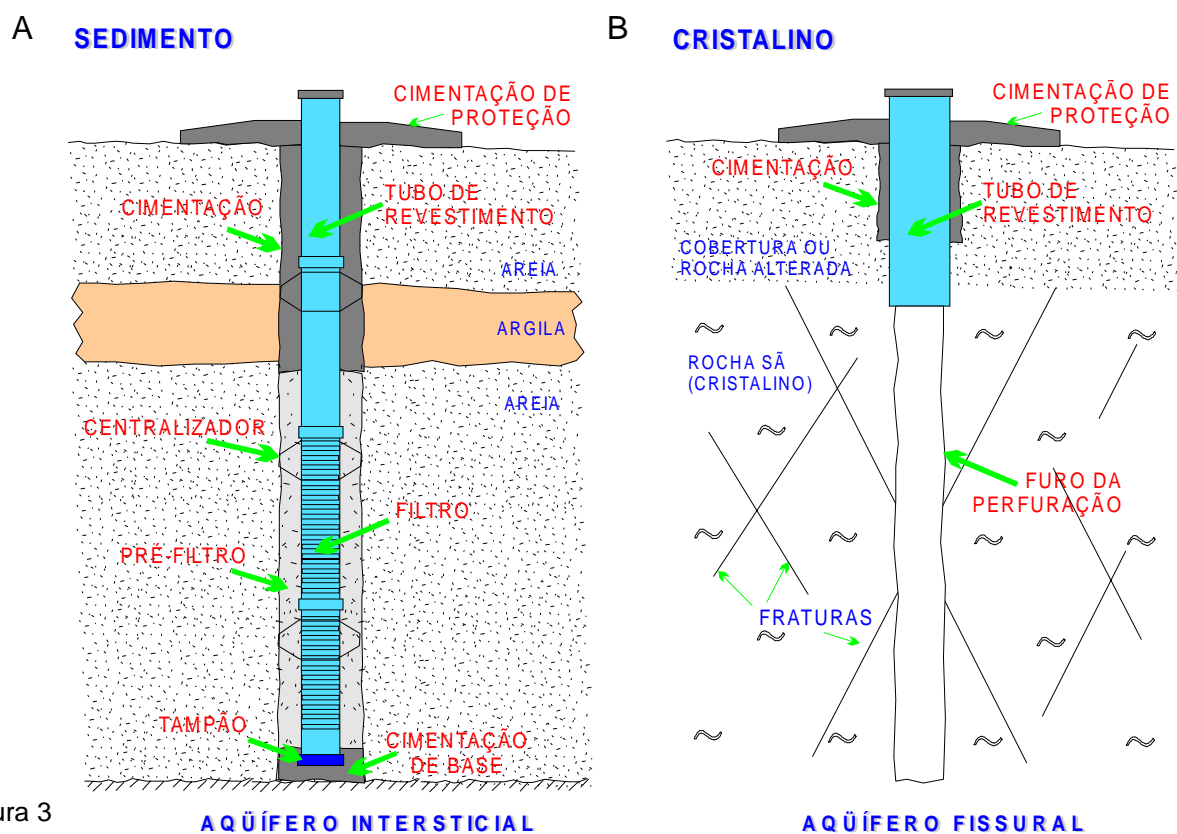 A
SEDIMENTO
CIMENTAÇÃO DE
PROTEÇÃO
CIMENTAÇÃO
TUBO DE
REVESTIMENTO
AREIA
ARGILA
AREIA
CENTRALIZADOR
FILTRO
PRÉ-FILTRO
TAMPÃO
CIMENTAÇÃO
DE BASE
ura 3
AQÜÍFERO INTERSTICIAL
B
CRISTALINO
CIMENTAÇÃO DE
PROTEÇÃO
CIMENTAÇÃO
TUBO DE
REVESTIMENTO
COBERTURA OU
ROCHA ALTERADA
ROCHA SÃ
(CRISTALINO)
FURO DA
PERFURAÇÃO
FRATURAS
AQÜÍFERO FISSURAL